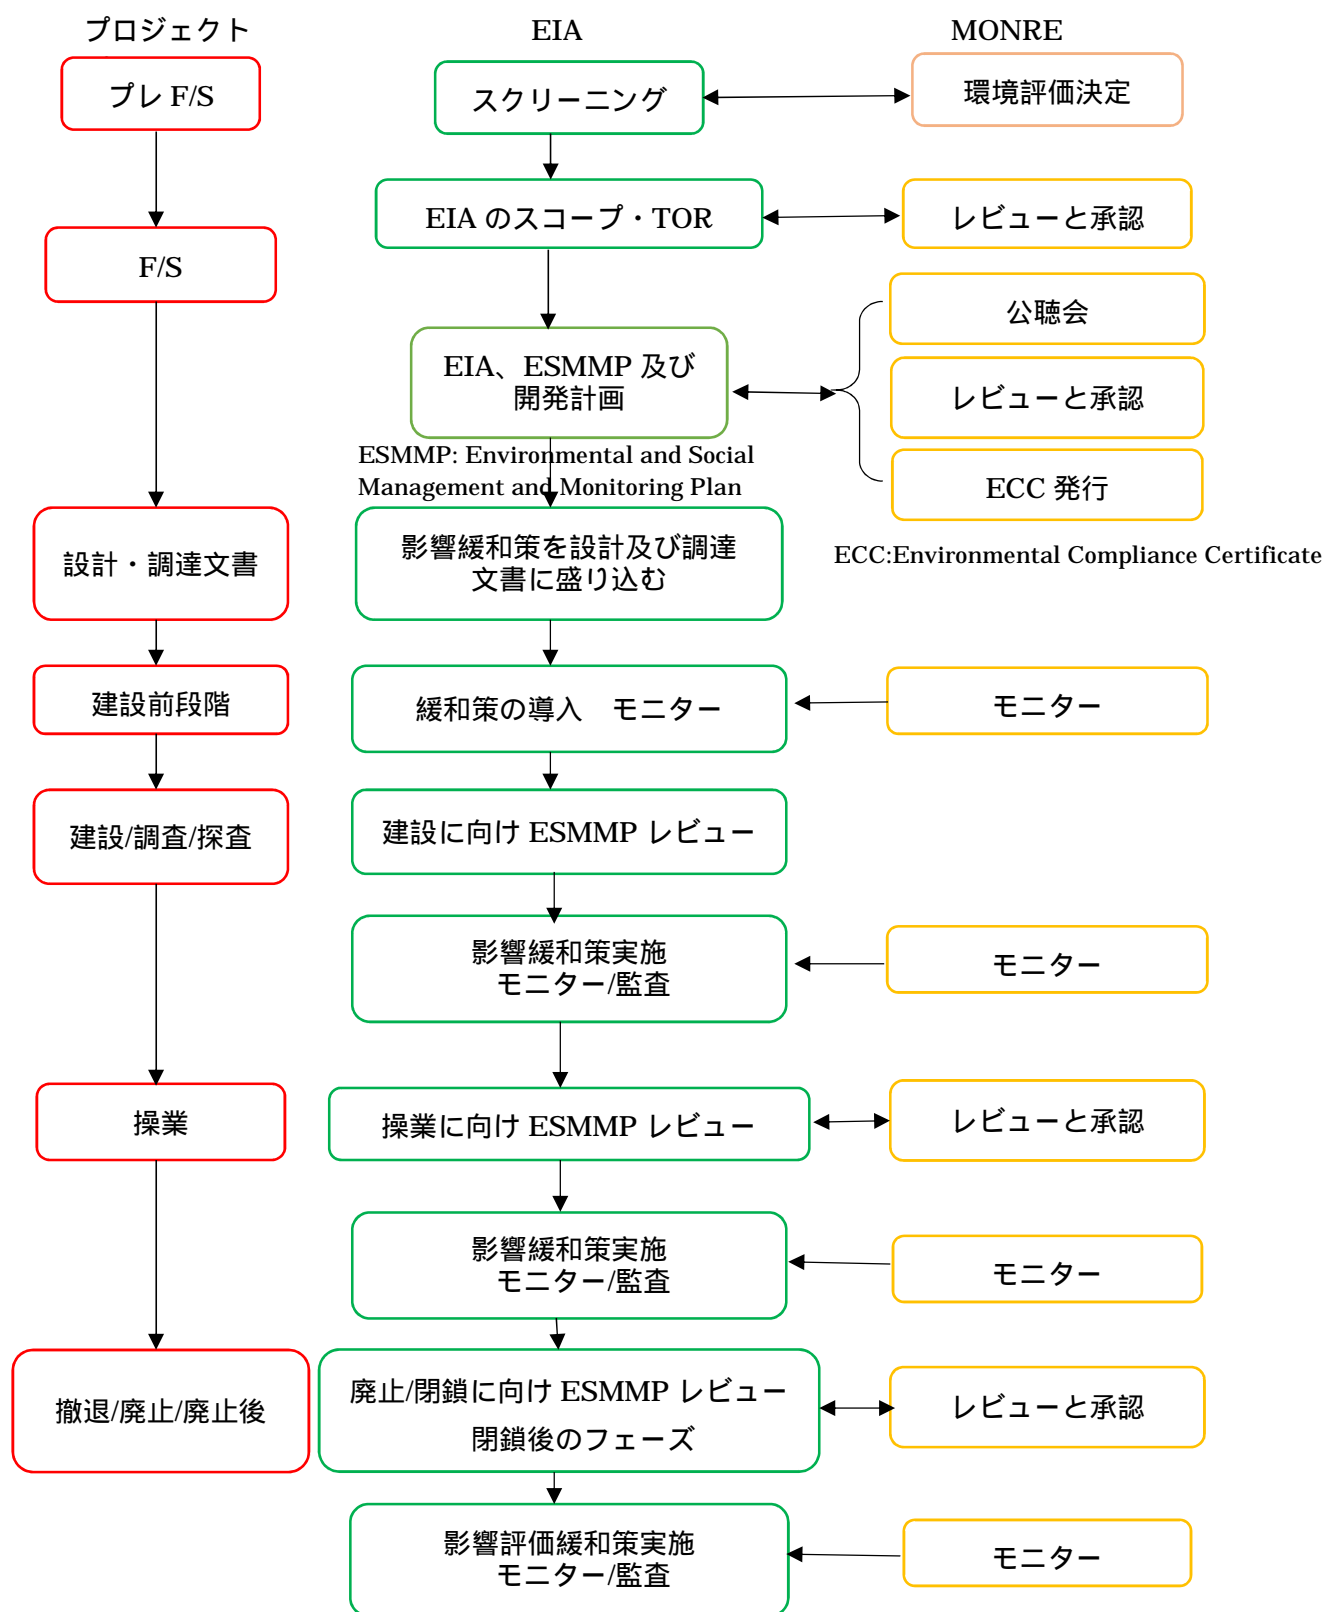 プロジェクト
EIA
MONRE
プレ F/S
スクリーニング
環境評価決定
EIA のスコープ・TOR
レビューと承認
F/S
公聴会
EIA、ESMMP 及び
開発計画
レビューと承認
ESMMP: Environmental and Social
Management and Monitoring Plan
ECC 発行
設計・調達文書
影響緩和策を設計及び調達
文書に盛り込む
ECC:Environmental Compliance Certificate
建設前段階
緩和策の導入　モニター
モニター
建設/調査/探査
建設に向け ESMMP レビュー
影響緩和策実施
モニター/監査
モニター
操業
操業に向け ESMMP レビュー
レビューと承認
影響緩和策実施
モニター/監査
モニター
撤退/廃止/廃止後
廃止/閉鎖に向け ESMMP レビュー
閉鎖後のフェーズ
レビューと承認
影響評価緩和策実施
モニター/監査
モニター